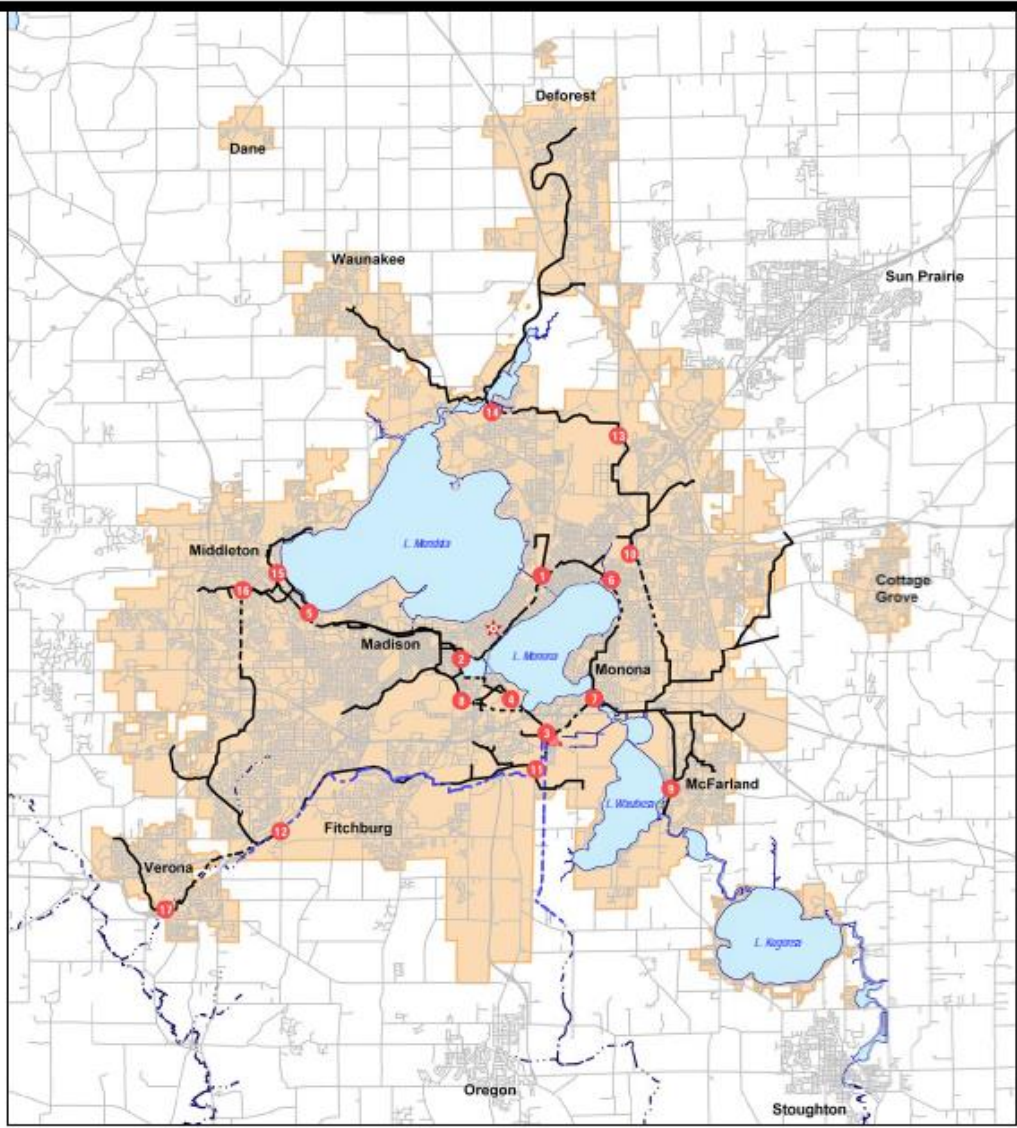 Deforest
Dane
Waunakee
Sun Prairie
14
13
L. Mendota
Middleton
10
15
1
6
16
Cottage
Grove
5
Madison
2
L. Monona
Monona
8
4
7
3
11
9
McFarland
L. Waubesa
12
Fitchburg
Verona
17
L. Kegonsa
Oregon
Stoughton